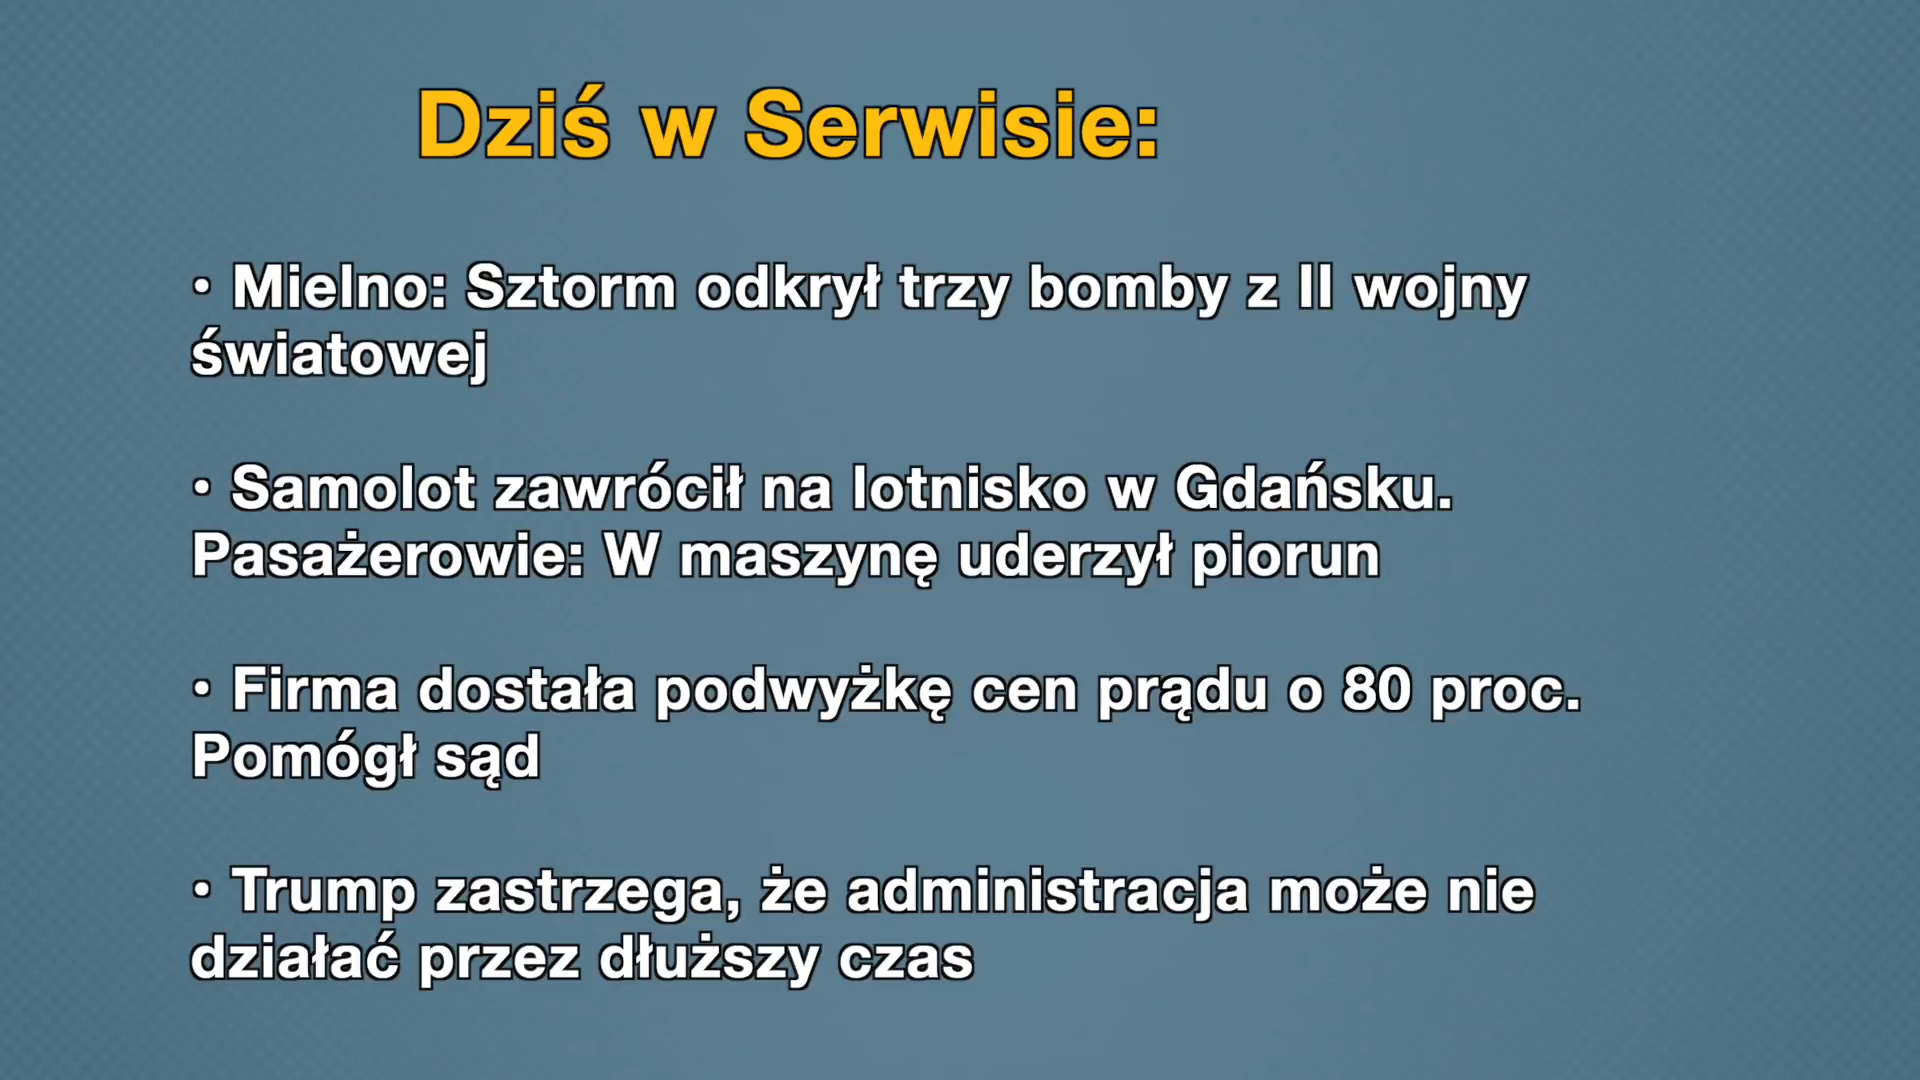 Dziś w Serwisie:
• Mielno: Sztorm odkrył trzy bomby z II wojny
światowej
• Samolot zawrócił na lotnisko w Gdańsku.
Pasażerowie: W maszynę uderzył piorun
• Firma dostała podwyżkę cen prądu o 80 proc.
Pomógł sąd
• Trump zastrzega, że administracja może nie
działać przez dłuższy czas